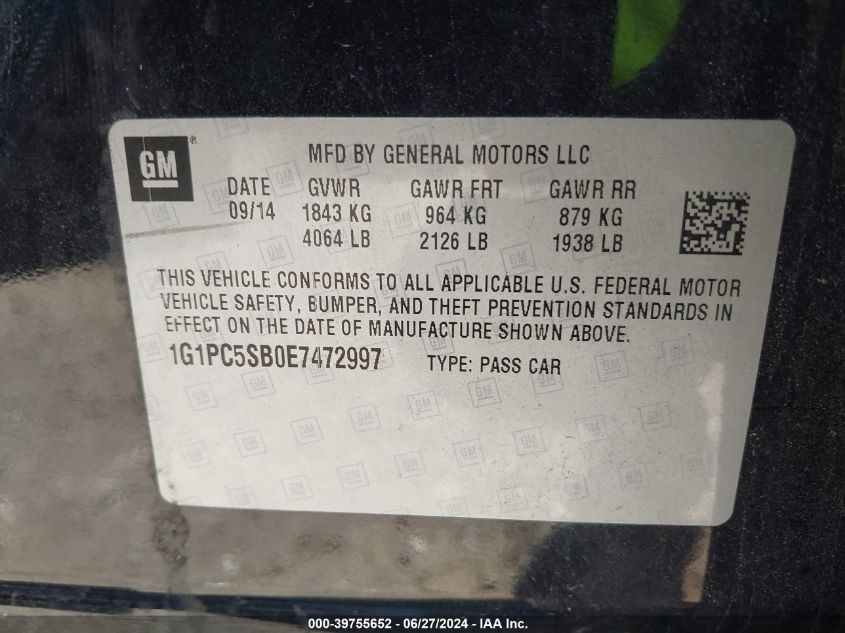 GM ®
MFD BY GENERAL MOTORS LLC
DATE GVWR GAWR FRT GAWR RR
09/14 1843 KG 964 KG 879 KG
4064 LB 2126 LB 1938 LB
THIS VEHICLE CONFORMS TO ALL APPLICABLE U.S. FEDERAL MOTOR
VEHICLE SAFETY, BUMPER, AND THEFT PREVENTION STANDARDS IN
EFFECT ON THE DATE OF MANUFACTURE SHOWN ABOVE.
1G1PC5SB0E7472997 TYPE: PASS CAR
000-39755652 / 06/27/2024 - IAA Inc.